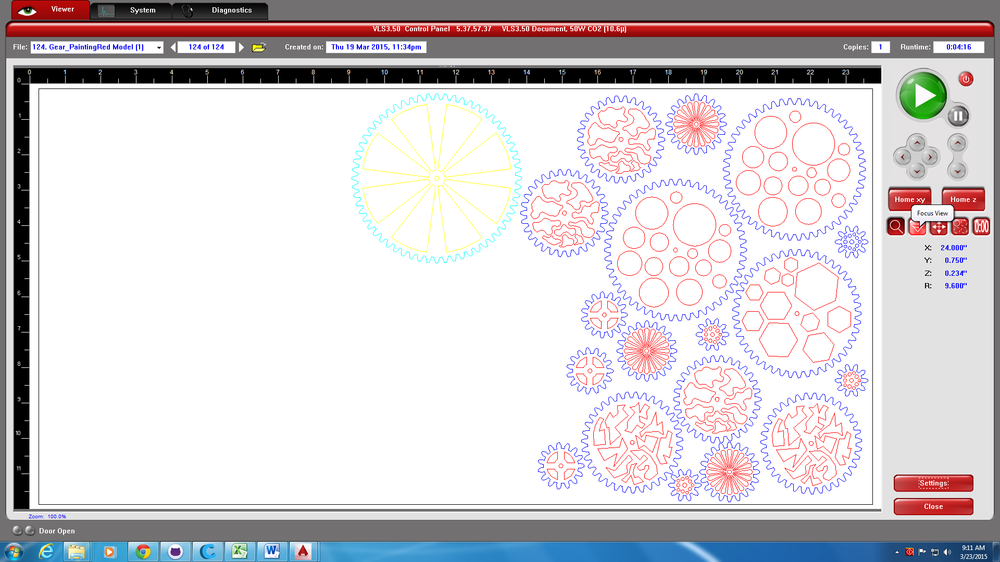 Viewer System Diagnostics
VLS3.50 Control Panel 5.37.57.37 VLS3.50 Document, 50W CO2 (10.6µ)
File: 124. Gear_PaintingRed Model (1) 124 of 124 Created on: Thu 19 Mar 2015, 11:34pm Copies: 1 Runtime: 0:04:16
0 1 2 3 4 5 6 7 8 9 10 11 12 13 14 15 16 17 18 19 20 21 22 23
0
1
2
3
4
5
6
7
8
9
10
11
Home xy Home z
Focus View
0:00
X: 24.000"
Y: 0.750"
Z: 0.234"
R: 9.600"
Settings
Close
Zoom: 100.0%
Door Open
9:11 AM
3/23/2015